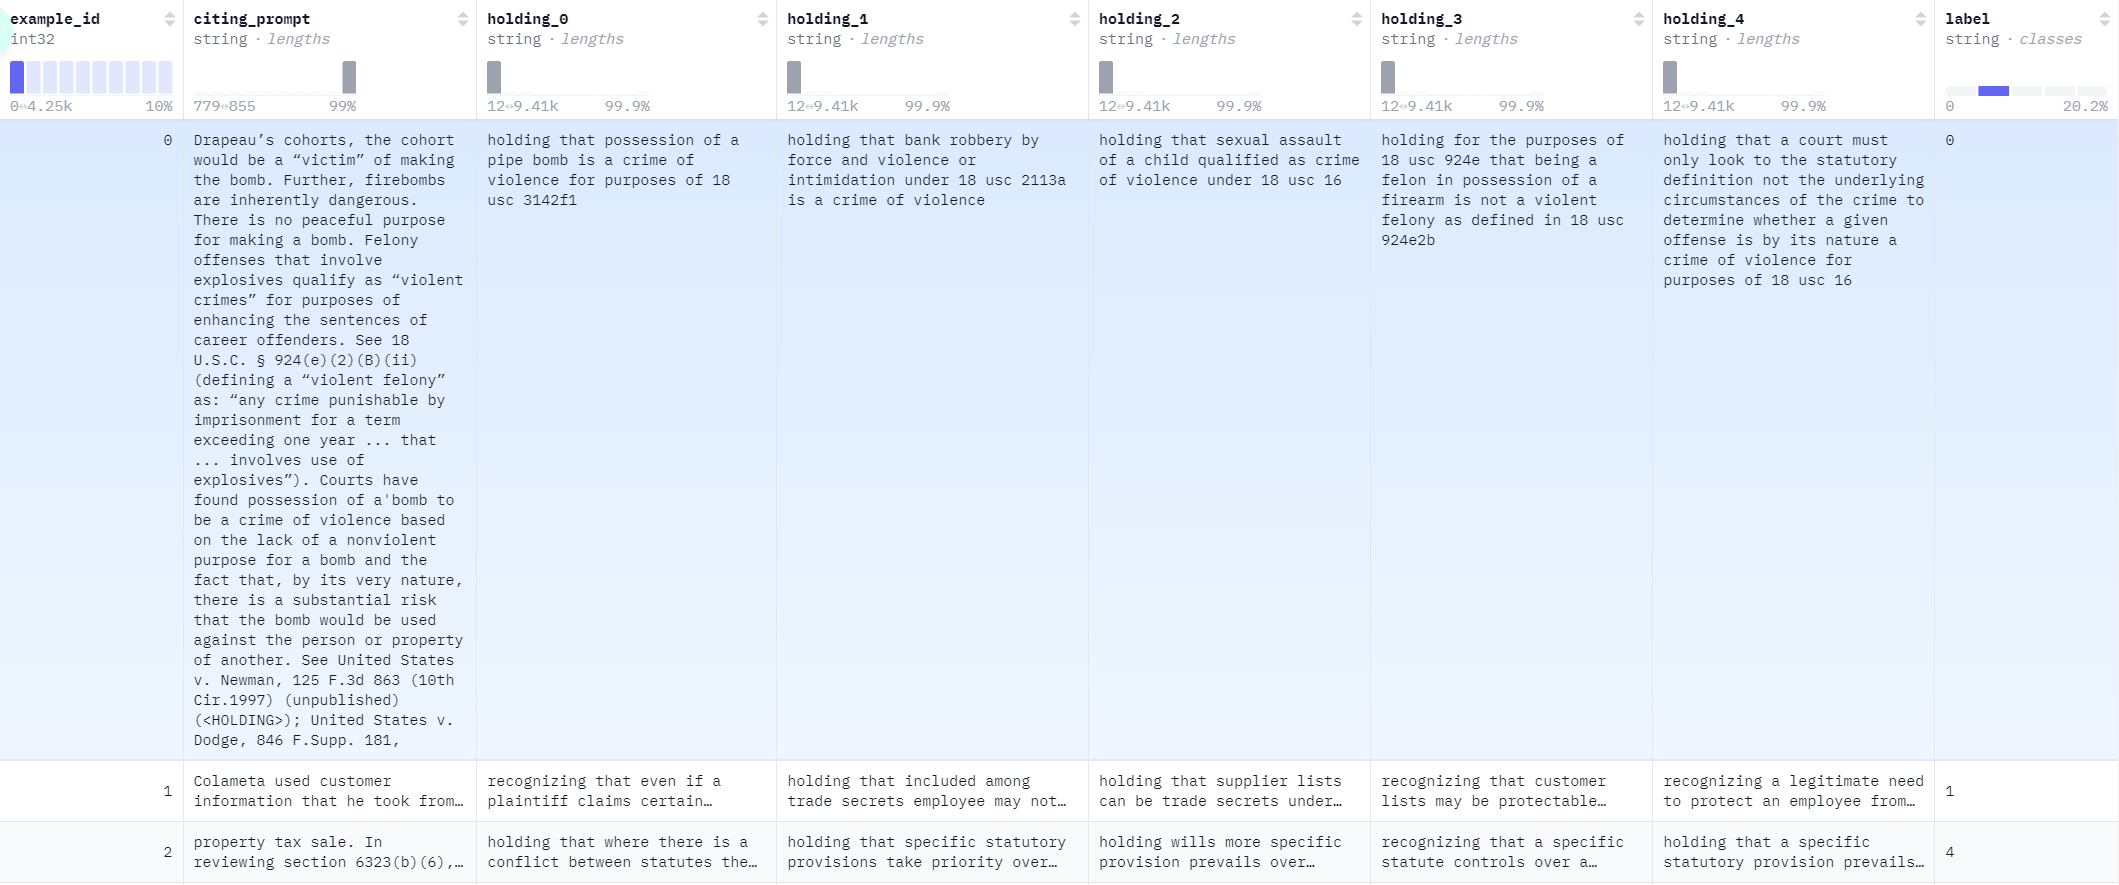 example_id
int32
0↔4.25k 10%
citing_prompt
string · lengths
779↔855 99%
holding_0
string · lengths
12↔9.41k 99.9%
holding_1
string · lengths
12↔9.41k 99.9%
holding_2
string · lengths
12↔9.41k 99.9%
holding_3
string · lengths
12↔9.41k 99.9%
holding_4
string · lengths
12↔9.41k 99.9%
label
string · classes
0 20.2%
0
Drapeau’s cohorts, the cohort
would be a “victim” of making
the bomb. Further, firebombs
are inherently dangerous.
There is no peaceful purpose
for making a bomb. Felony
offenses that involve
explosives qualify as “violent
crimes” for purposes of
enhancing the sentences of
career offenders. See 18
U.S.C. § 924(e)(2)(B)(ii)
(defining a “violent felony”
as: “any crime punishable by
imprisonment for a term
exceeding one year ... that
... involves use of
explosives”). Courts have
found possession of a'bomb to
be a crime of violence based
on the lack of a nonviolent
purpose for a bomb and the
fact that, by its very nature,
there is a substantial risk
that the bomb would be used
against the person or property
of another. See United States
v. Newman, 125 F.3d 863 (10th
Cir.1997) (unpublished)
(<HOLDING>); United States v.
Dodge, 846 F.Supp. 181,
holding that possession of a
pipe bomb is a crime of
violence for purposes of 18
usc 3142f1
holding that bank robbery by
force and violence or
intimidation under 18 usc 2113a
is a crime of violence
holding that sexual assault
of a child qualified as crime
of violence under 18 usc 16
holding for the purposes of
18 usc 924e that being a
felon in possession of a
firearm is not a violent
felony as defined in 18 usc
924e2b
holding that a court must
only look to the statutory
definition not the underlying
circumstances of the crime to
determine whether a given
offense is by its nature a
crime of violence for
purposes of 18 usc 16
0
1
Colameta used customer
information that he took from…
recognizing that even if a
plaintiff claims certain…
holding that included among
trade secrets employee may not…
holding that supplier lists
can be trade secrets under…
recognizing that customer
lists may be protectable…
recognizing a legitimate need
to protect an employee from…
1
2
property tax sale. In
reviewing section 6323(b)(6),…
holding that where there is a
conflict between statutes the…
holding that specific statutory
provisions take priority over…
holding wills more specific
provision prevails over…
recognizing that a specific
statute controls over a…
holding that a specific
statutory provision prevails…
4